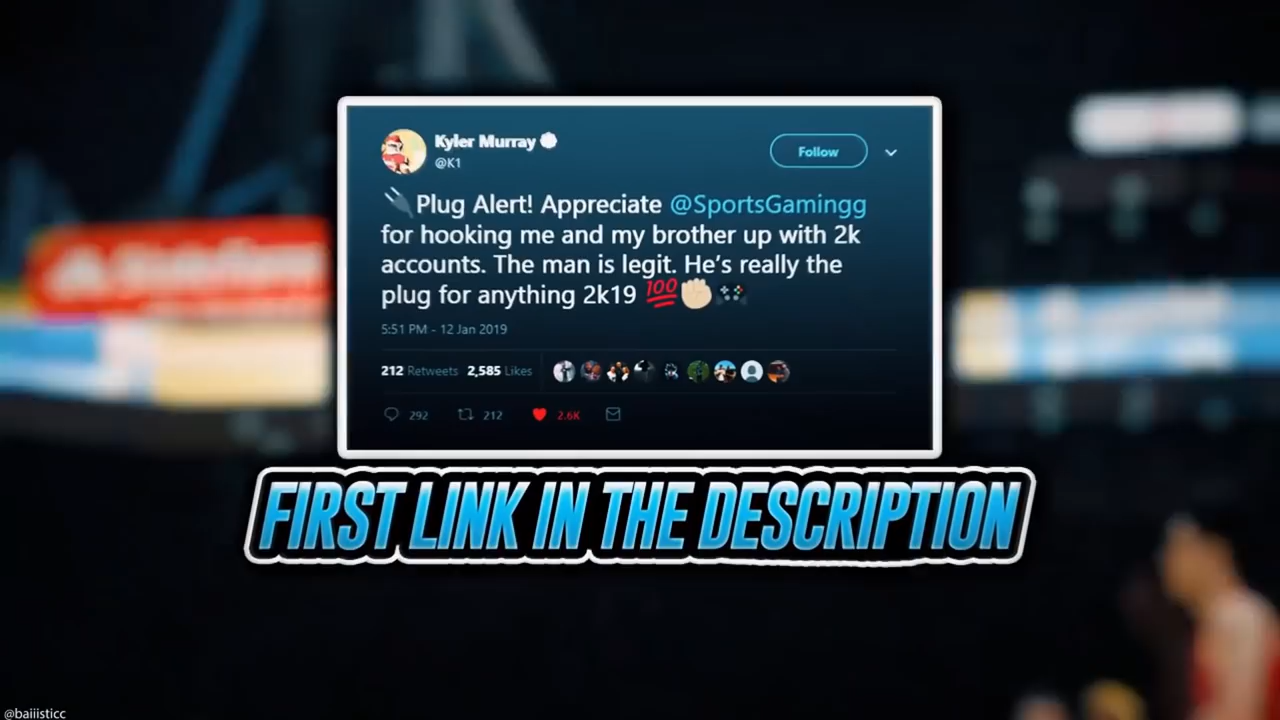 Kyler Murray
@K1
Follow
Plug Alert! Appreciate @SportsGamingg
for hooking me and my brother up with 2k
accounts. The man is legit. He’s really the
plug for anything 2k19 💯✊🏼🎮
5:51 PM - 12 Jan 2019
212 Retweets 2,585 Likes
292 212 2.6K
FIRST LINK IN THE DESCRIPTION
@baiiisticc